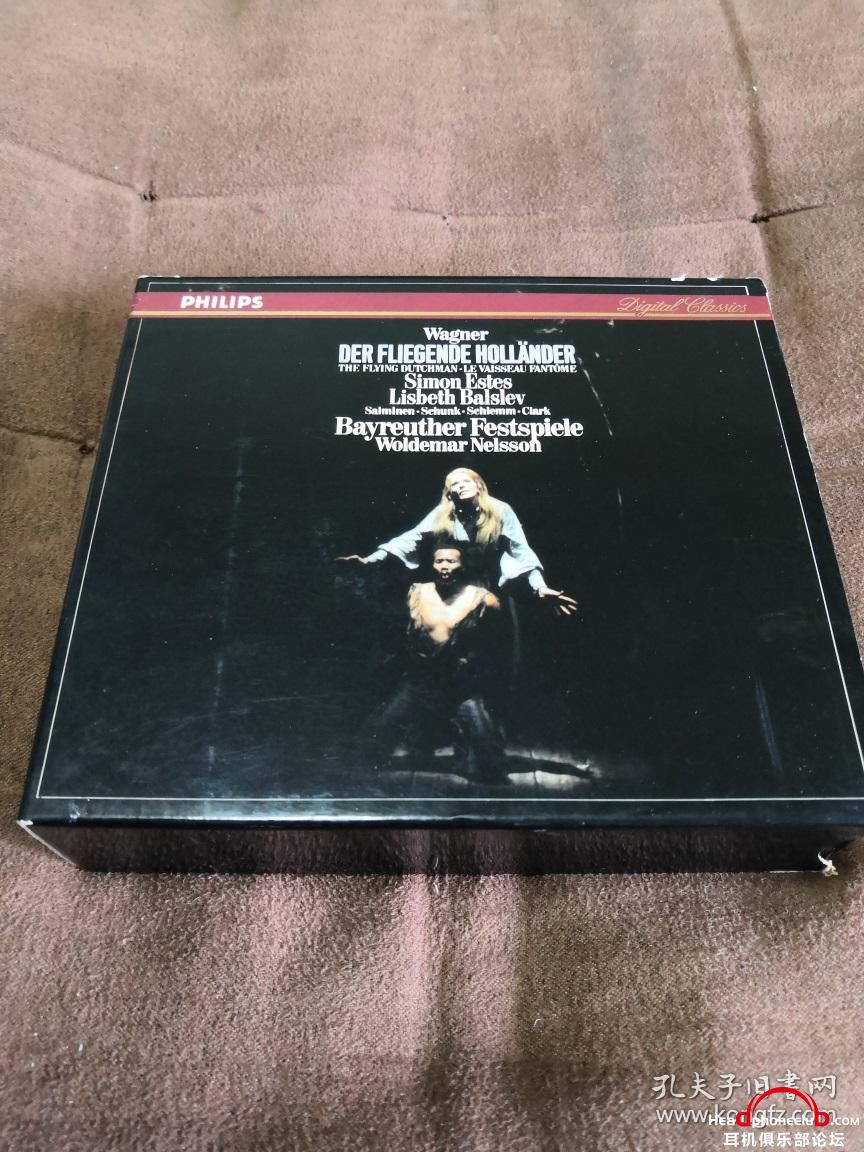 PHILIPS
Digital Classics
Wagner
DER FLIEGENDE HOLLÄNDER
THE FLYING DUTCHMAN · LE VAISSEAU FANTÔME
Simon Estes
Lisbeth Balslev
Salminen · Schunk · Schlemm · Clark
Bayreuther Festspiele
Woldemar Nelsson
孔夫子旧书网
www.kongfz.com
Headphoneclub.com
耳机俱乐部论坛